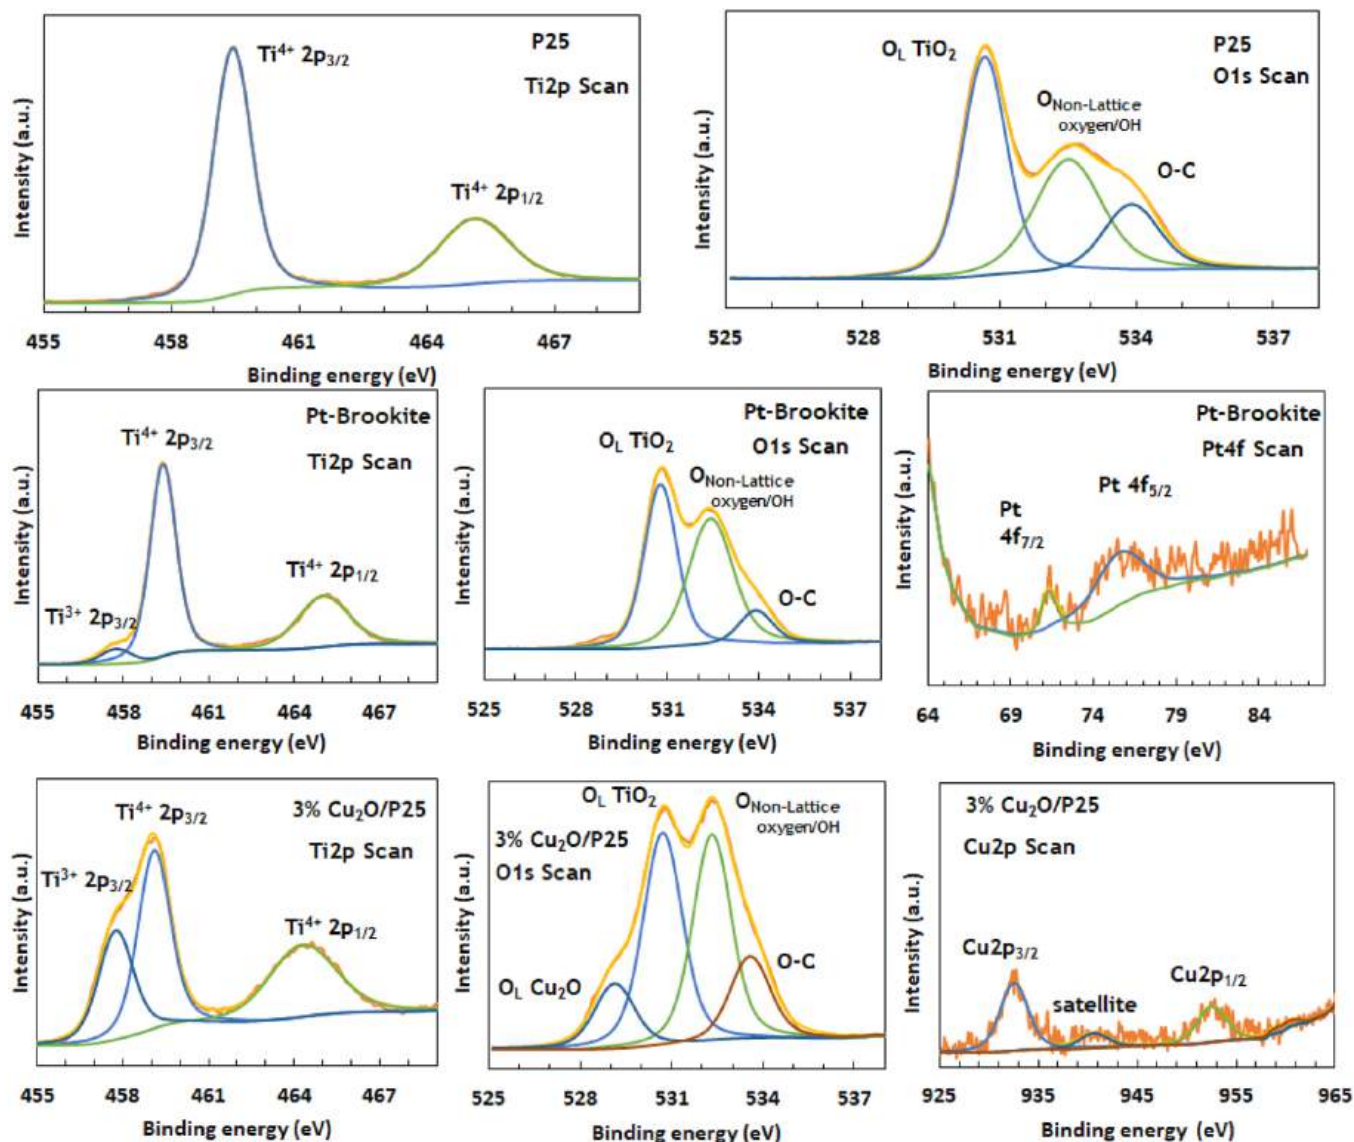 P25
Ti2p Scan
Ti⁴⁺ 2p₃/₂
Ti⁴⁺ 2p₁/₂
Intensity (a.u.)
455 458 461 464 467
Binding energy (eV)
P25
O1s Scan
O_L TiO₂
O_Non-Lattice
oxygen/OH
O-C
Intensity (a.u.)
525 528 531 534 537
Binding energy (eV)
Pt-Brookite
Ti2p Scan
Ti⁴⁺ 2p₃/₂
Ti⁴⁺ 2p₁/₂
Ti³⁺ 2p₃/₂
Intensity (a.u.)
455 458 461 464 467
Binding energy (eV)
Pt-Brookite
O1s Scan
O_L TiO₂
O_Non-Lattice
oxygen/OH
O-C
Intensity (a.u.)
525 528 531 534 537
Binding energy (eV)
Pt-Brookite
Pt4f Scan
Pt 4f₅/₂
Pt
4f₇/₂
Intensity (a.u.)
64 69 74 79 84
Binding energy (eV)
3% Cu₂O/P25
Ti2p Scan
Ti⁴⁺ 2p₃/₂
Ti³⁺ 2p₃/₂
Ti⁴⁺ 2p₁/₂
Intensity (a.u.)
455 458 461 464 467
Binding energy (eV)
O_L TiO₂
O_Non-Lattice
oxygen/OH
3% Cu₂O/P25
O1s Scan
O_L Cu₂O
O-C
Intensity (a.u.)
525 528 531 534 537
Binding energy (eV)
3% Cu₂O/P25
Cu2p Scan
Cu2p₃/₂
satellite
Cu2p₁/₂
Intensity (a.u.)
925 935 945 955 965
Binding energy (eV)